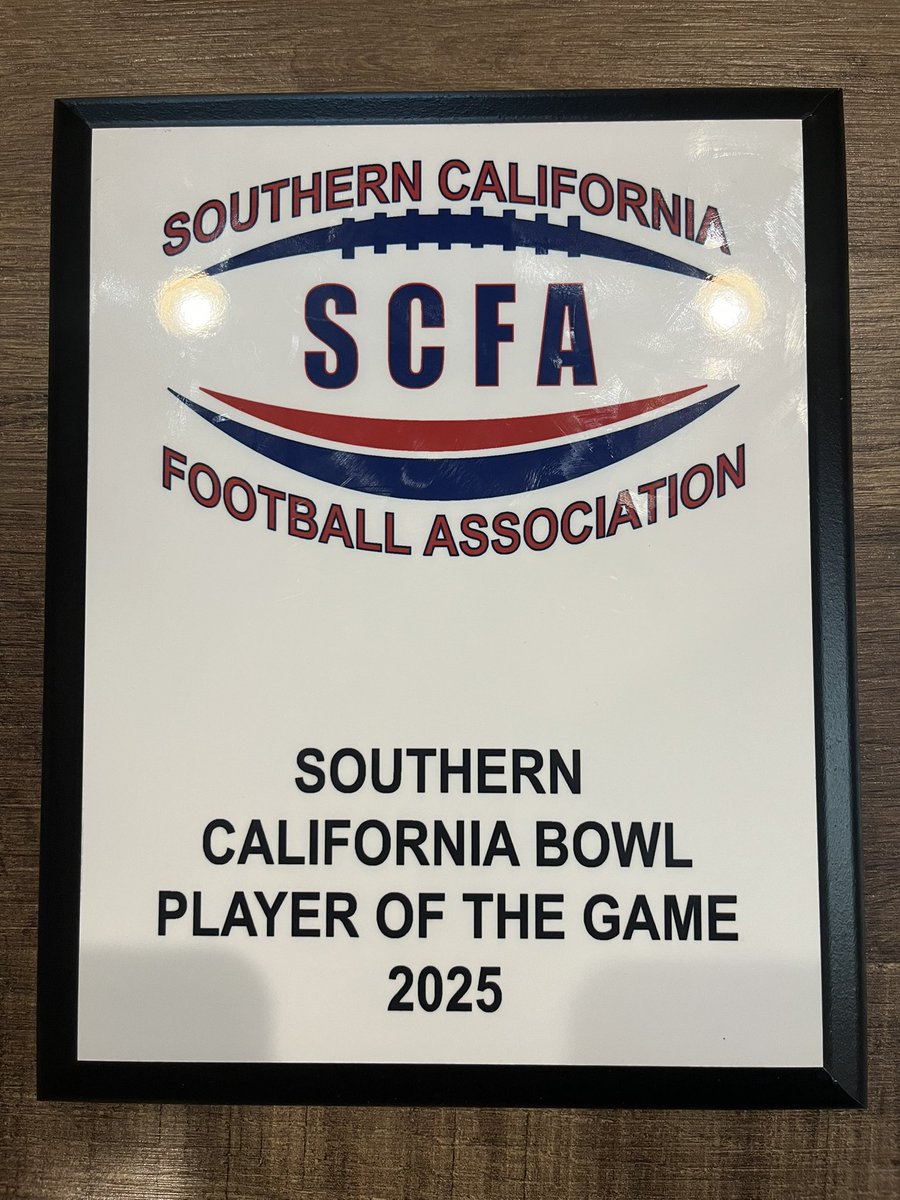 SOUTHERN CALIFORNIA
SCFA
FOOTBALL ASSOCIATION
SOUTHERN
CALIFORNIA BOWL
PLAYER OF THE GAME
2025